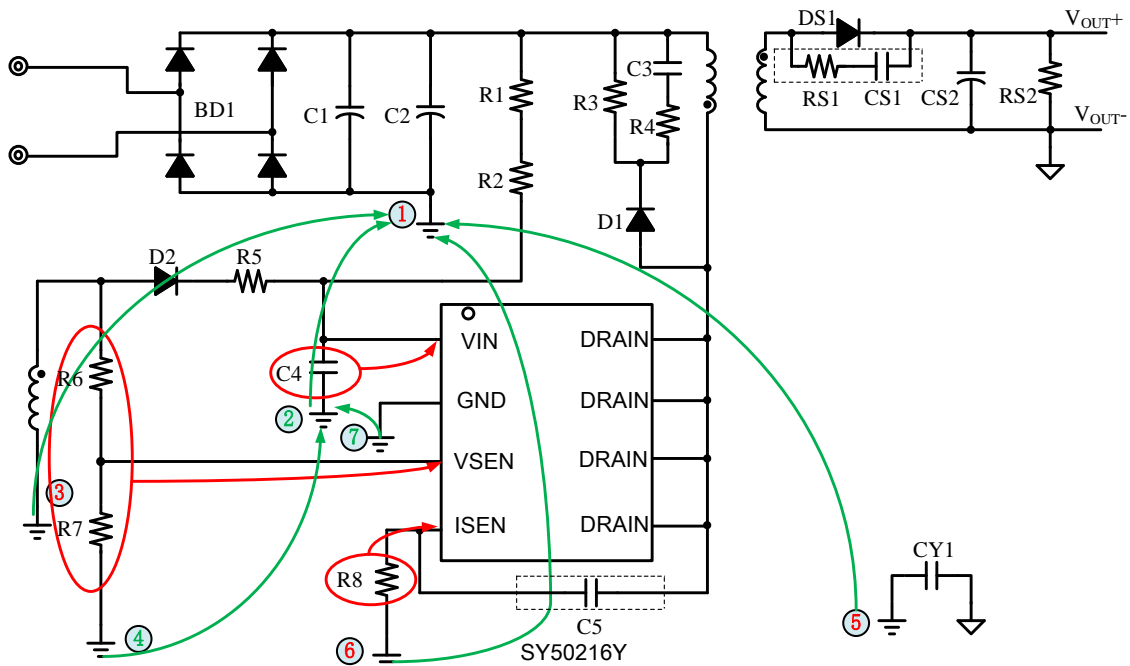 DS1
V_OUT+
BD1
C1
C2
R1
R3
C3
R4
RS1
CS1
CS2
RS2
V_OUT-
R2
1
D1
D2
R5
VIN
DRAIN
R6
C4
GND
DRAIN
2
7
VSEN
DRAIN
3
R7
ISEN
DRAIN
CY1
R8
C5
5
4
6
SY50216Y